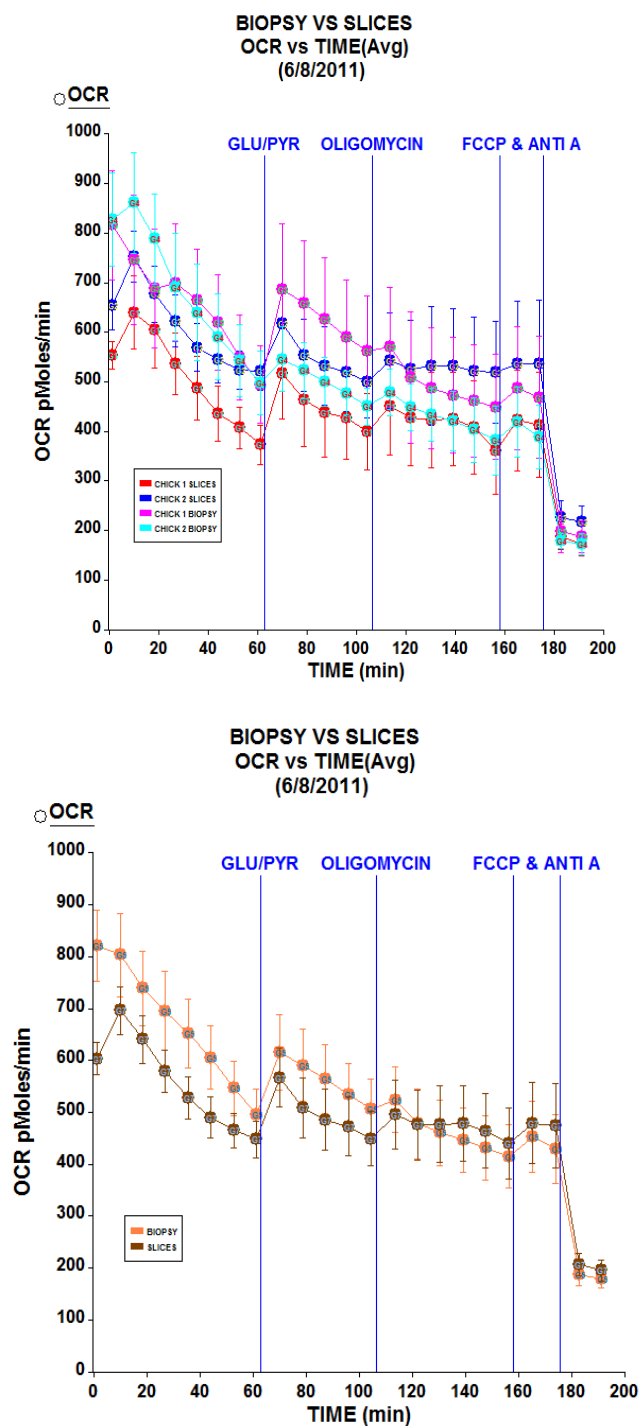 BIOPSY VS SLICES
OCR vs TIME(Avg)
(6/8/2011)
OCR
GLU/PYR OLIGOMYCIN FCCP & ANTI A
1000
900
800
700
600
500
400
300
200
100
0
OCR pMoles/min
CHICK 1 SLICES
CHICK 2 SLICES
CHICK 1 BIOPSY
CHICK 2 BIOPSY
0 20 40 60 80 100 120 140 160 180 200
TIME (min)
BIOPSY VS SLICES
OCR vs TIME(Avg)
(6/8/2011)
OCR
GLU/PYR OLIGOMYCIN FCCP & ANTI A
1000
900
800
700
600
500
400
300
200
100
0
OCR pMoles/min
BIOPSY
SLICES
0 20 40 60 80 100 120 140 160 180 200
TIME (min)